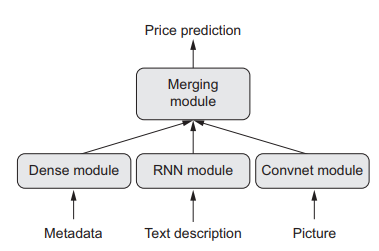 Price prediction
Merging
module
Dense module
RNN module
Convnet module
Metadata
Text description
Picture